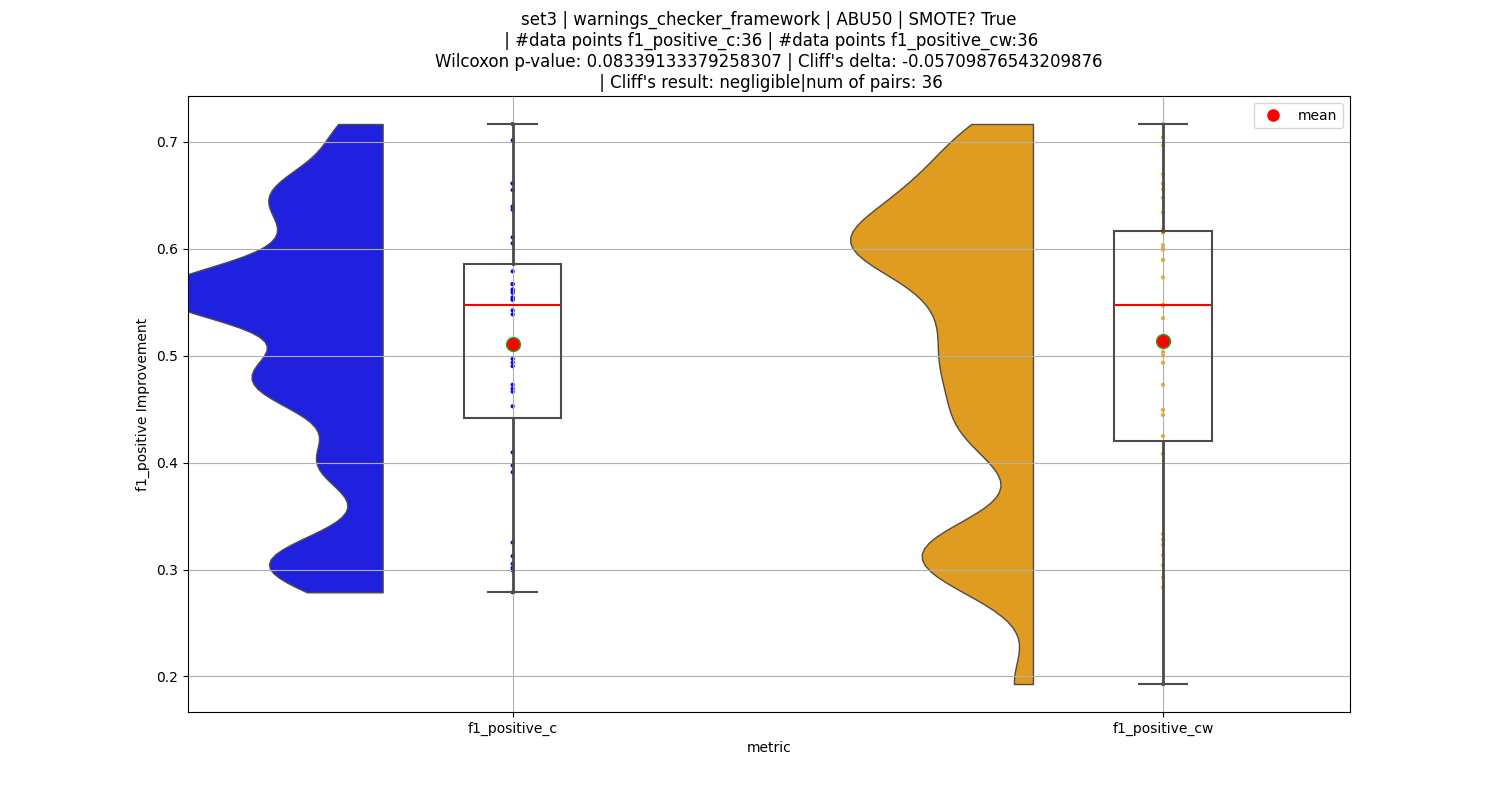 set3 | warnings_checker_framework | ABU50 | SMOTE? True
| #data points f1_positive_c:36 | #data points f1_positive_cw:36
Wilcoxon p-value: 0.08339133379258307 | Cliff's delta: -0.05709876543209876
| Cliff's result: negligible|num of pairs: 36
mean
0.7
0.6
0.5
0.4
0.3
0.2
f1_positive Improvement
f1_positive_c
f1_positive_cw
metric